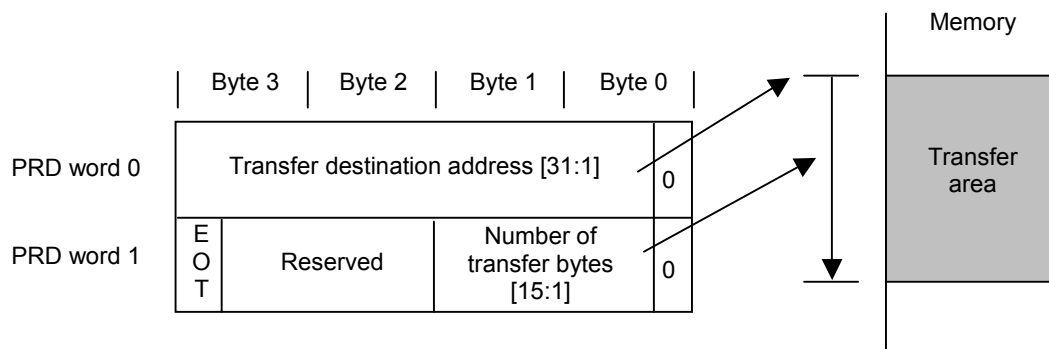 Memory
Byte 3
Byte 2
Byte 1
Byte 0
PRD word 0
Transfer destination address [31:1]
0
Transfer
area
PRD word 1
E
O
T
Reserved
Number of
transfer bytes
[15:1]
0